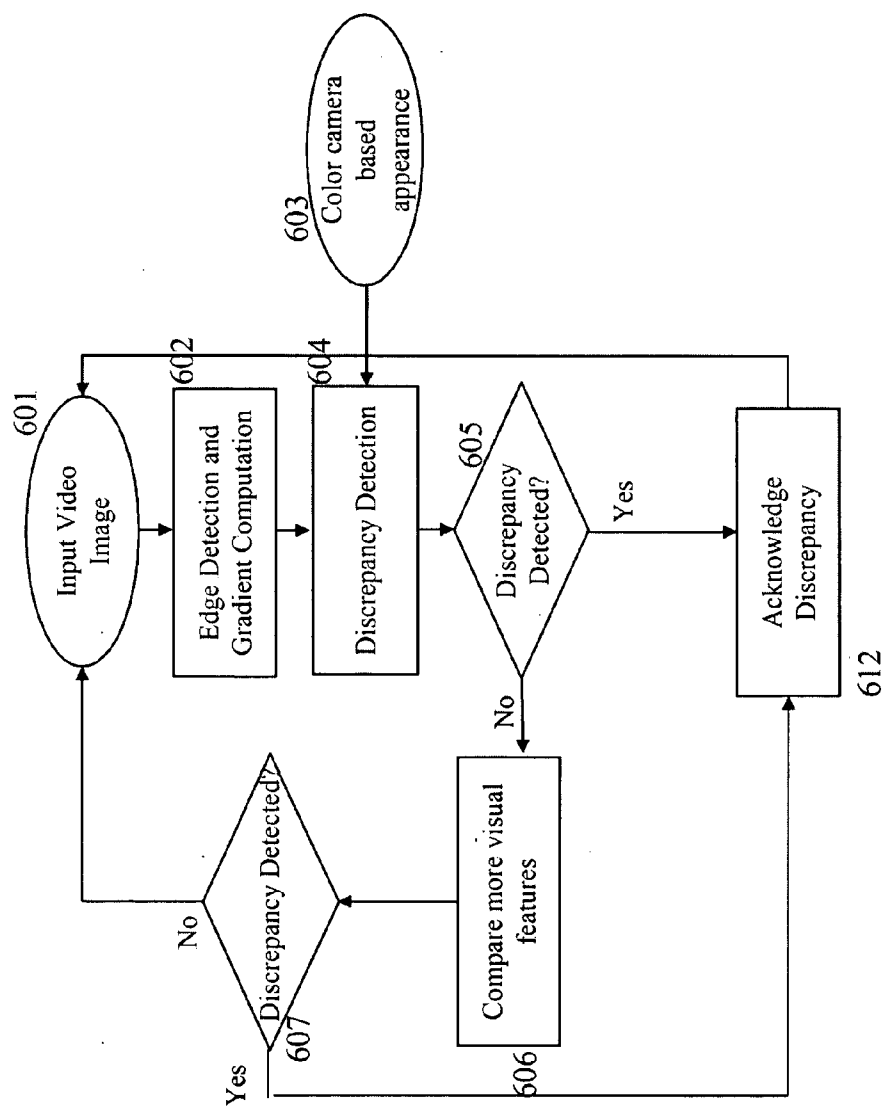 601
Input Video
Image
602
Edge Detection and
Gradient Computation
603
Color camera
based
appearance
604
Discrepancy Detection
605
Discrepancy
Detected?
Yes
No
606
Compare more visual
features
607
Discrepancy Detected?
No
Yes
Acknowledge
Discrepancy
612